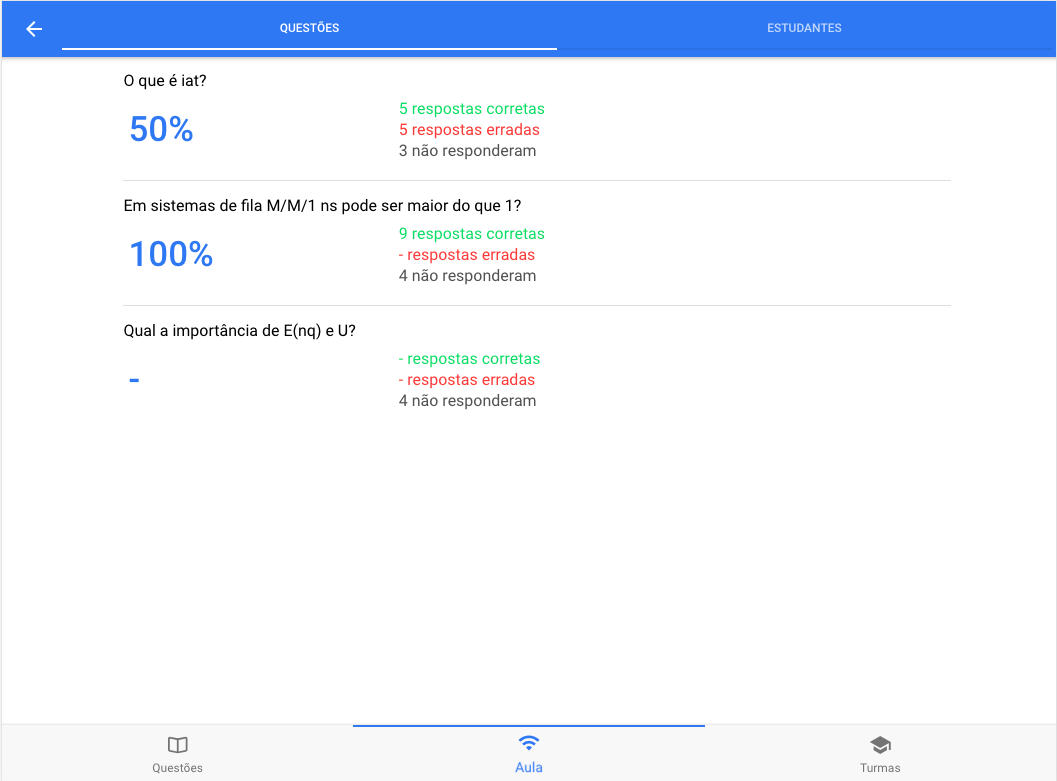 QUESTÕES
ESTUDANTES
O que é iat?
50%
5 respostas corretas
5 respostas erradas
3 não responderam
Em sistemas de fila M/M/1 ns pode ser maior do que 1?
100%
9 respostas corretas
- respostas erradas
4 não responderam
Qual a importância de E(nq) e U?
-
- respostas corretas
- respostas erradas
4 não responderam
Questões
Aula
Turmas